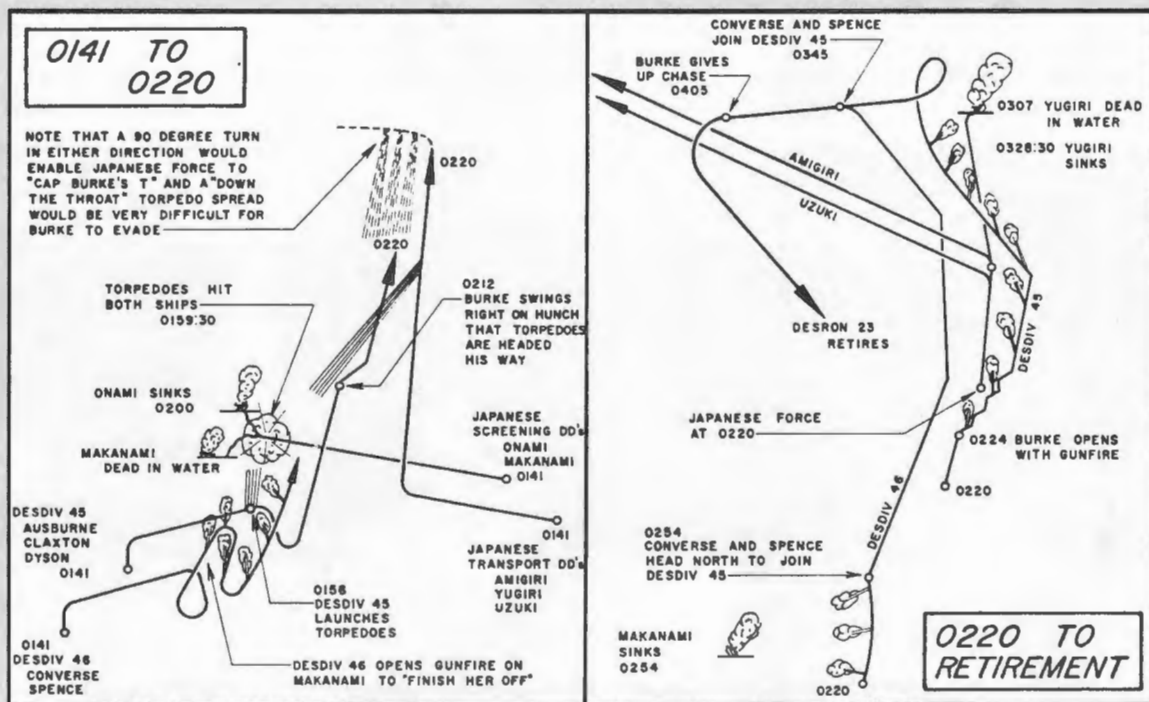 0141 TO
0220
NOTE THAT A 90 DEGREE TURN
IN EITHER DIRECTION WOULD
ENABLE JAPANESE FORCE TO
"CAP BURKE'S T" AND A "DOWN
THE THROAT" TORPEDO SPREAD
WOULD BE VERY DIFFICULT FOR
BURKE TO EVADE
0220
0220
TORPEDOES HIT
BOTH SHIPS
0159:30
0212
BURKE SWINGS
RIGHT ON HUNCH
THAT TORPEDOES
ARE HEADED
HIS WAY
ONAMI SINKS
0200
MAKANAMI
DEAD IN WATER
JAPANESE
SCREENING DD's
ONAMI
MAKANAMI
0141
DESDIV 45
AUSBURNE
CLAXTON
DYSON
0141
0141
JAPANESE
TRANSPORT DD's
AMIGIRI
YUGIRI
UZUKI
0156
DESDIV 45
LAUNCHES
TORPEDOES
0141
DESDIV 46
CONVERSE
SPENCE
DESDIV 46 OPENS GUNFIRE ON
MAKANAMI TO "FINISH HER OFF"
CONVERSE AND SPENCE
JOIN DESDIV 45
0345
BURKE GIVES
UP CHASE
0405
0307 YUGIRI DEAD
IN WATER
0328:30 YUGIRI
SINKS
AMIGIRI
UZUKI
DESRON 23
RETIRES
DESDIV 45
JAPANESE FORCE
AT 0220
0224 BURKE OPENS
WITH GUNFIRE
0220
DESDIV 46
0254
CONVERSE AND SPENCE
HEAD NORTH TO JOIN
DESDIV 45
MAKANAMI
SINKS
0254
0220
0220 TO
RETIREMENT